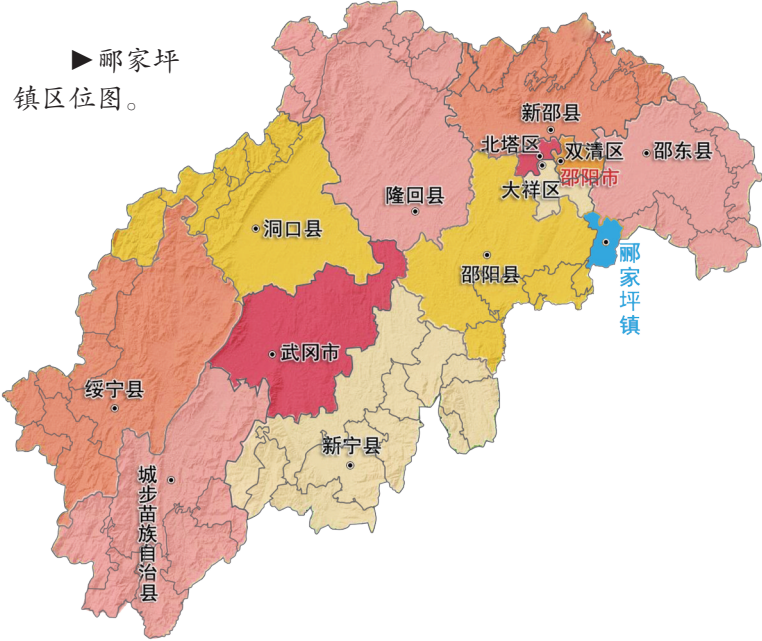 ▶郦家坪
镇区位图。
新邵县
北塔区
双清区
邵东县
邵阳市
大祥区
隆回县
洞口县
邵阳县
郦家坪镇
武冈市
绥宁县
新宁县
城步苗族自治县